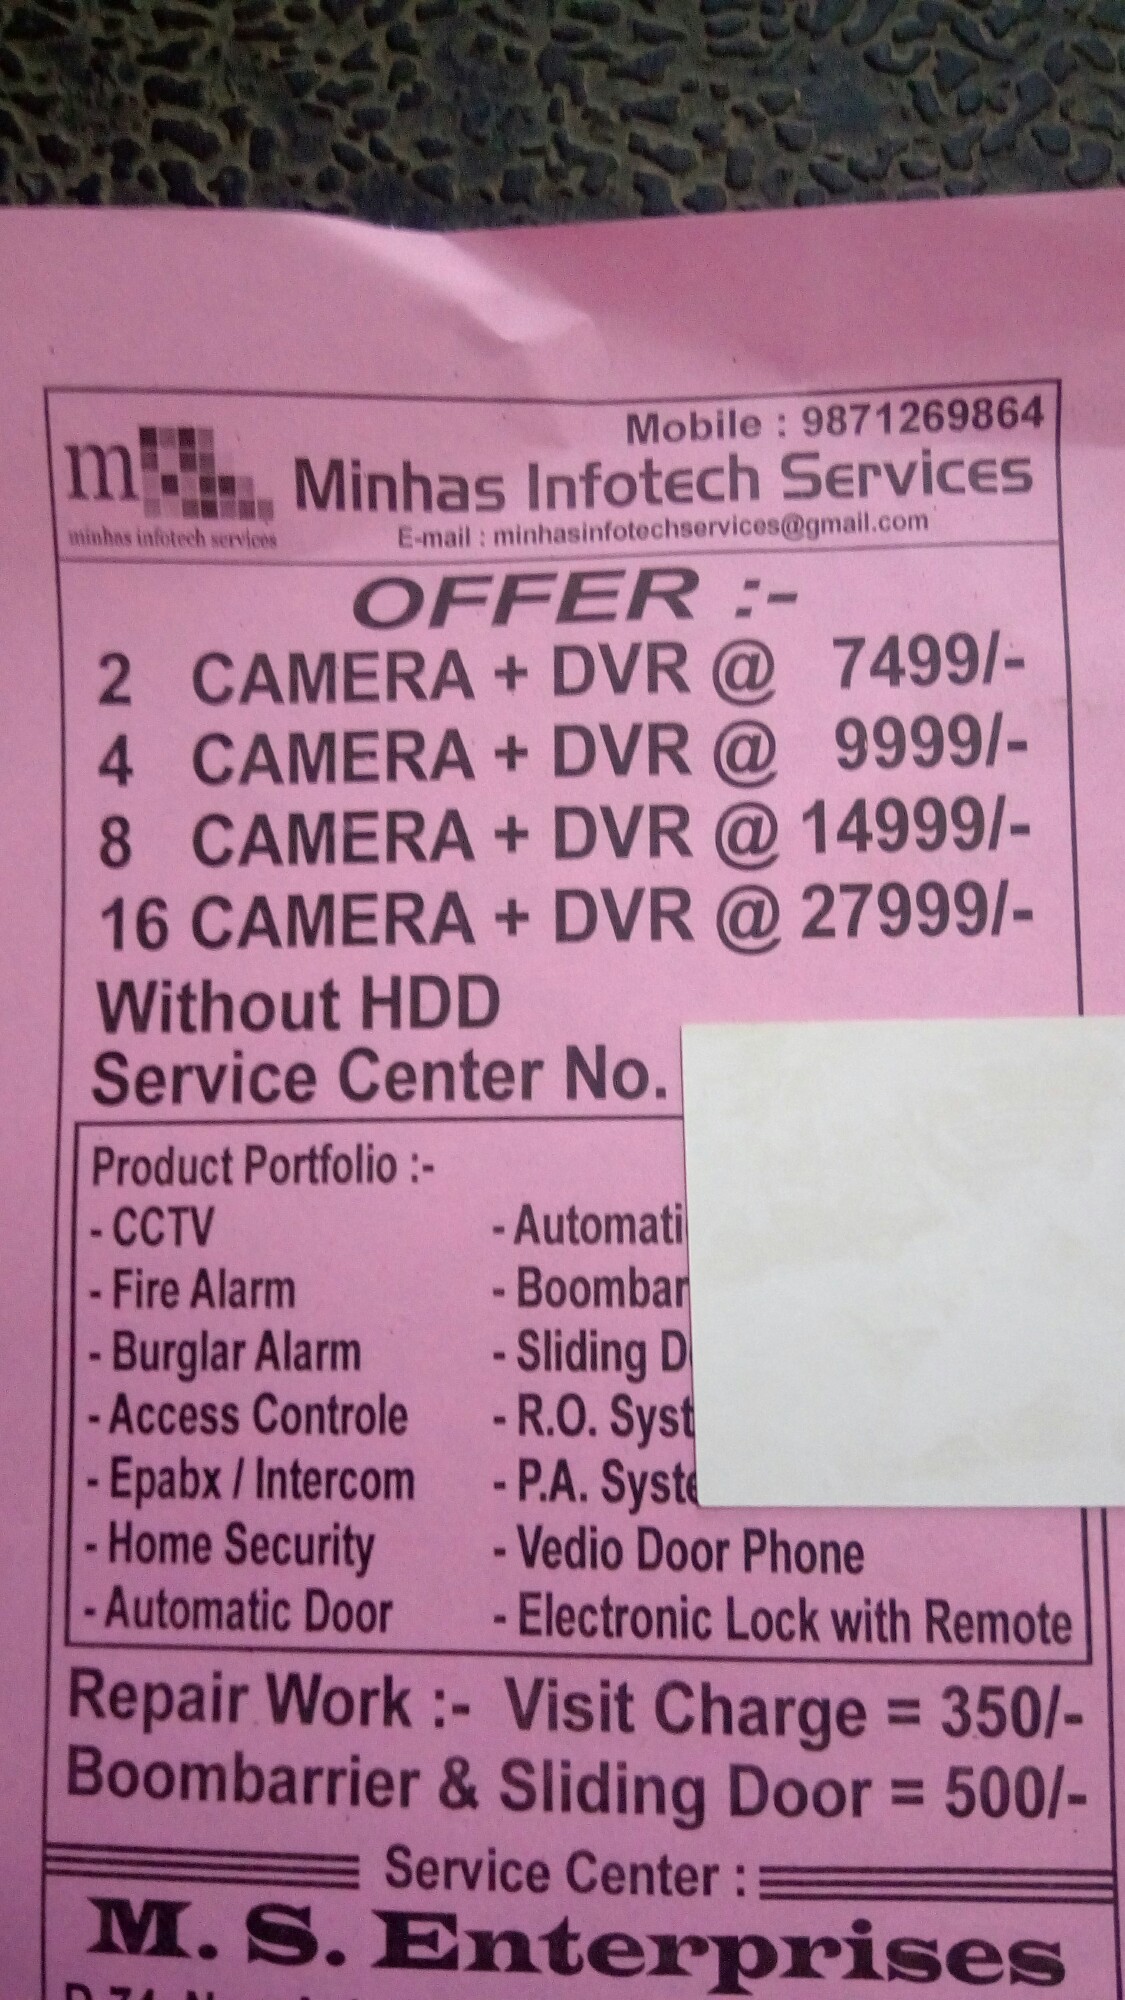 Mobile : 9871269864
m
minhas infotech services
Minhas Infotech Services
E-mail : minhasinfotechservices@gmail.com
OFFER :-
2 CAMERA + DVR @ 7499/-
4 CAMERA + DVR @ 9999/-
8 CAMERA + DVR @ 14999/-
16 CAMERA + DVR @ 27999/-
Without HDD
Service Center No.
Product Portfolio :-
- CCTV
- Fire Alarm
- Burglar Alarm
- Access Controle
- Epabx / Intercom
- Home Security
- Automatic Door
- Automati
- Boombar
- Sliding D
- R.O. Syst
- P.A. Syste
- Vedio Door Phone
- Electronic Lock with Remote
Repair Work :- Visit Charge = 350/-
Boombarrier & Sliding Door = 500/-
Service Center :
M. S. Enterprises